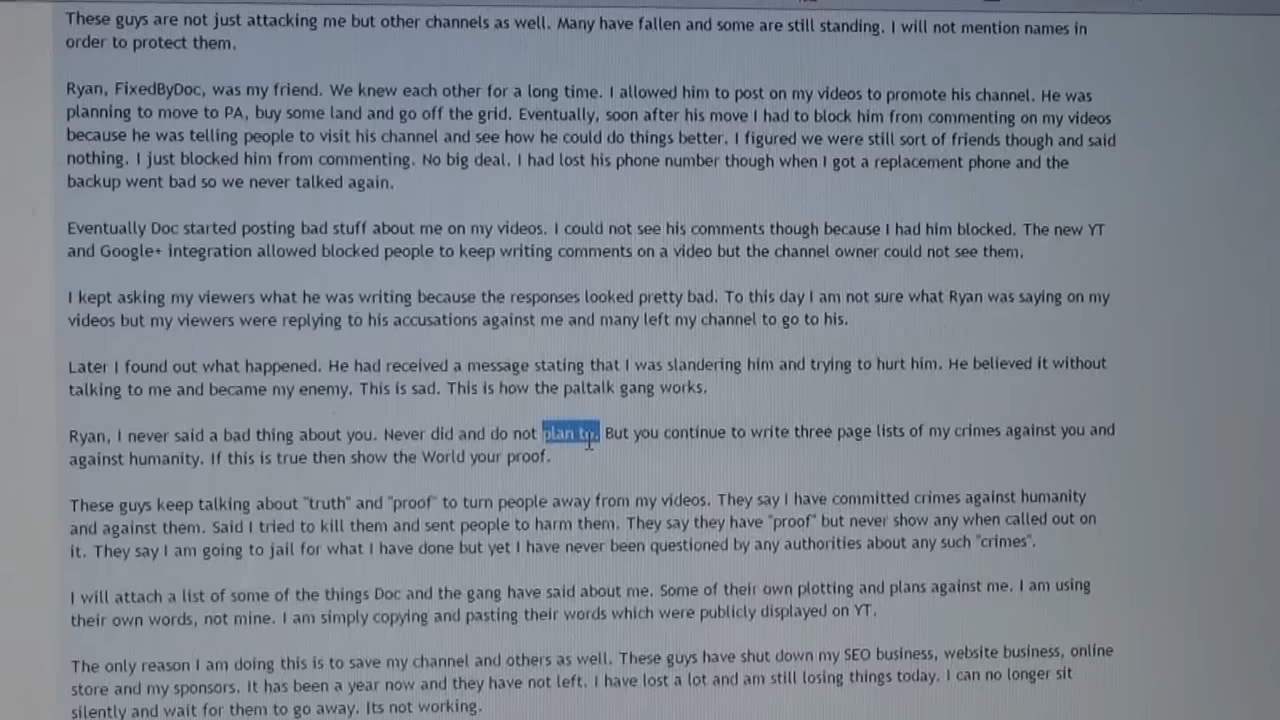 These guys are not just attacking me but other channels as well. Many have fallen and some are still standing. I will not mention names in
order to protect them.
Ryan, FixedByDoc, was my friend. We knew each other for a long time. I allowed him to post on my videos to promote his channel. He was
planning to move to PA, buy some land and go off the grid. Eventually, soon after his move I had to block him from commenting on my videos
because he was telling people to visit his channel and see how he could do things better. I figured we were still sort of friends though and said
nothing. I just blocked him from commenting. No big deal. I had lost his phone number though when I got a replacement phone and the
backup went bad so we never talked again.
Eventually Doc started posting bad stuff about me on my videos. I could not see his comments though because I had him blocked. The new YT
and Google+ integration allowed blocked people to keep writing comments on a video but the channel owner could not see them.
I kept asking my viewers what he was writing because the responses looked pretty bad. To this day I am not sure what Ryan was saying on my
videos but my viewers were replying to his accusations against me and many left my channel to go to his.
Later I found out what happened. He had received a message stating that I was slandering him and trying to hurt him. He believed it without
talking to me and became my enemy. This is sad. This is how the paltalk gang works.
Ryan, I never said a bad thing about you. Never did and do not plan to. But you continue to write three page lists of my crimes against you and
against humanity. If this is true then show the World your proof.
These guys keep talking about "truth" and "proof" to turn people away from my videos. They say I have committed crimes against humanity
and against them. Said I tried to kill them and sent people to harm them. They say they have "proof" but never show any when called out on
it. They say I am going to jail for what I have done but yet I have never been questioned by any authorities about any such "crimes".
I will attach a list of some of the things Doc and the gang have said about me. Some of their own plotting and plans against me. I am using
their own words, not mine. I am simply copying and pasting their words which were publicly displayed on YT.
The only reason I am doing this is to save my channel and others as well. These guys have shut down my SEO business, website business, online
store and my sponsors. It has been a year now and they have not left. I have lost a lot and am still losing things today. I can no longer sit
silently and wait for them to go away. Its not working.